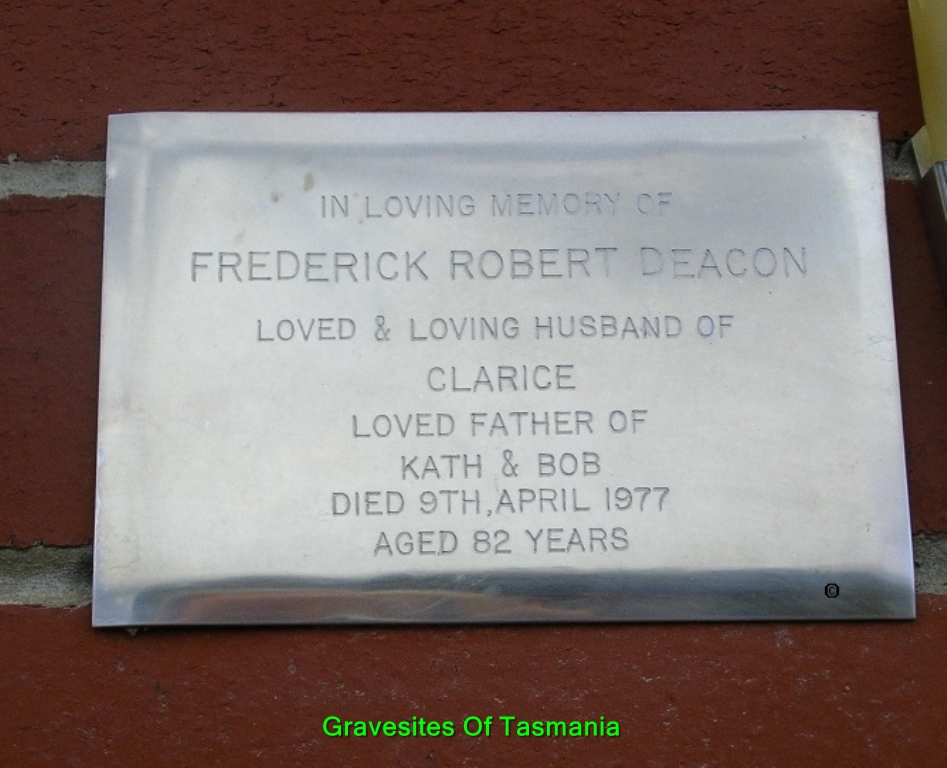 IN LOVING MEMORY OF
FREDERICK ROBERT DEACON
LOVED & LOVING HUSBAND OF
CLARICE
LOVED FATHER OF
KATH & BOB
DIED 9TH, APRIL 1977
AGED 82 YEARS
©
Gravesites Of Tasmania